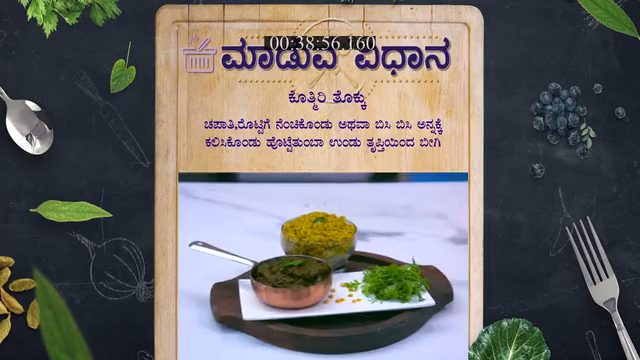 ಮಾಡುವ ವಿಧಾನ
00:38:56.160
ಕೊತ್ಮಿರಿ ತೊಕ್ಕು
ಚಪಾತಿ,ರೊಟ್ಟಿಗೆ ನೆಂಚಿಕೊಂಡು ಅಥವಾ ಬಿಸಿ ಬಿಸಿ ಅನ್ನಕ್ಕೆ
ಕಲಿಸಿಕೊಂಡು ಹೊಟ್ಟೆತುಂಬಾ ಉಂಡು ತೃಪ್ತಿಯಿಂದ ಬೀಗಿ